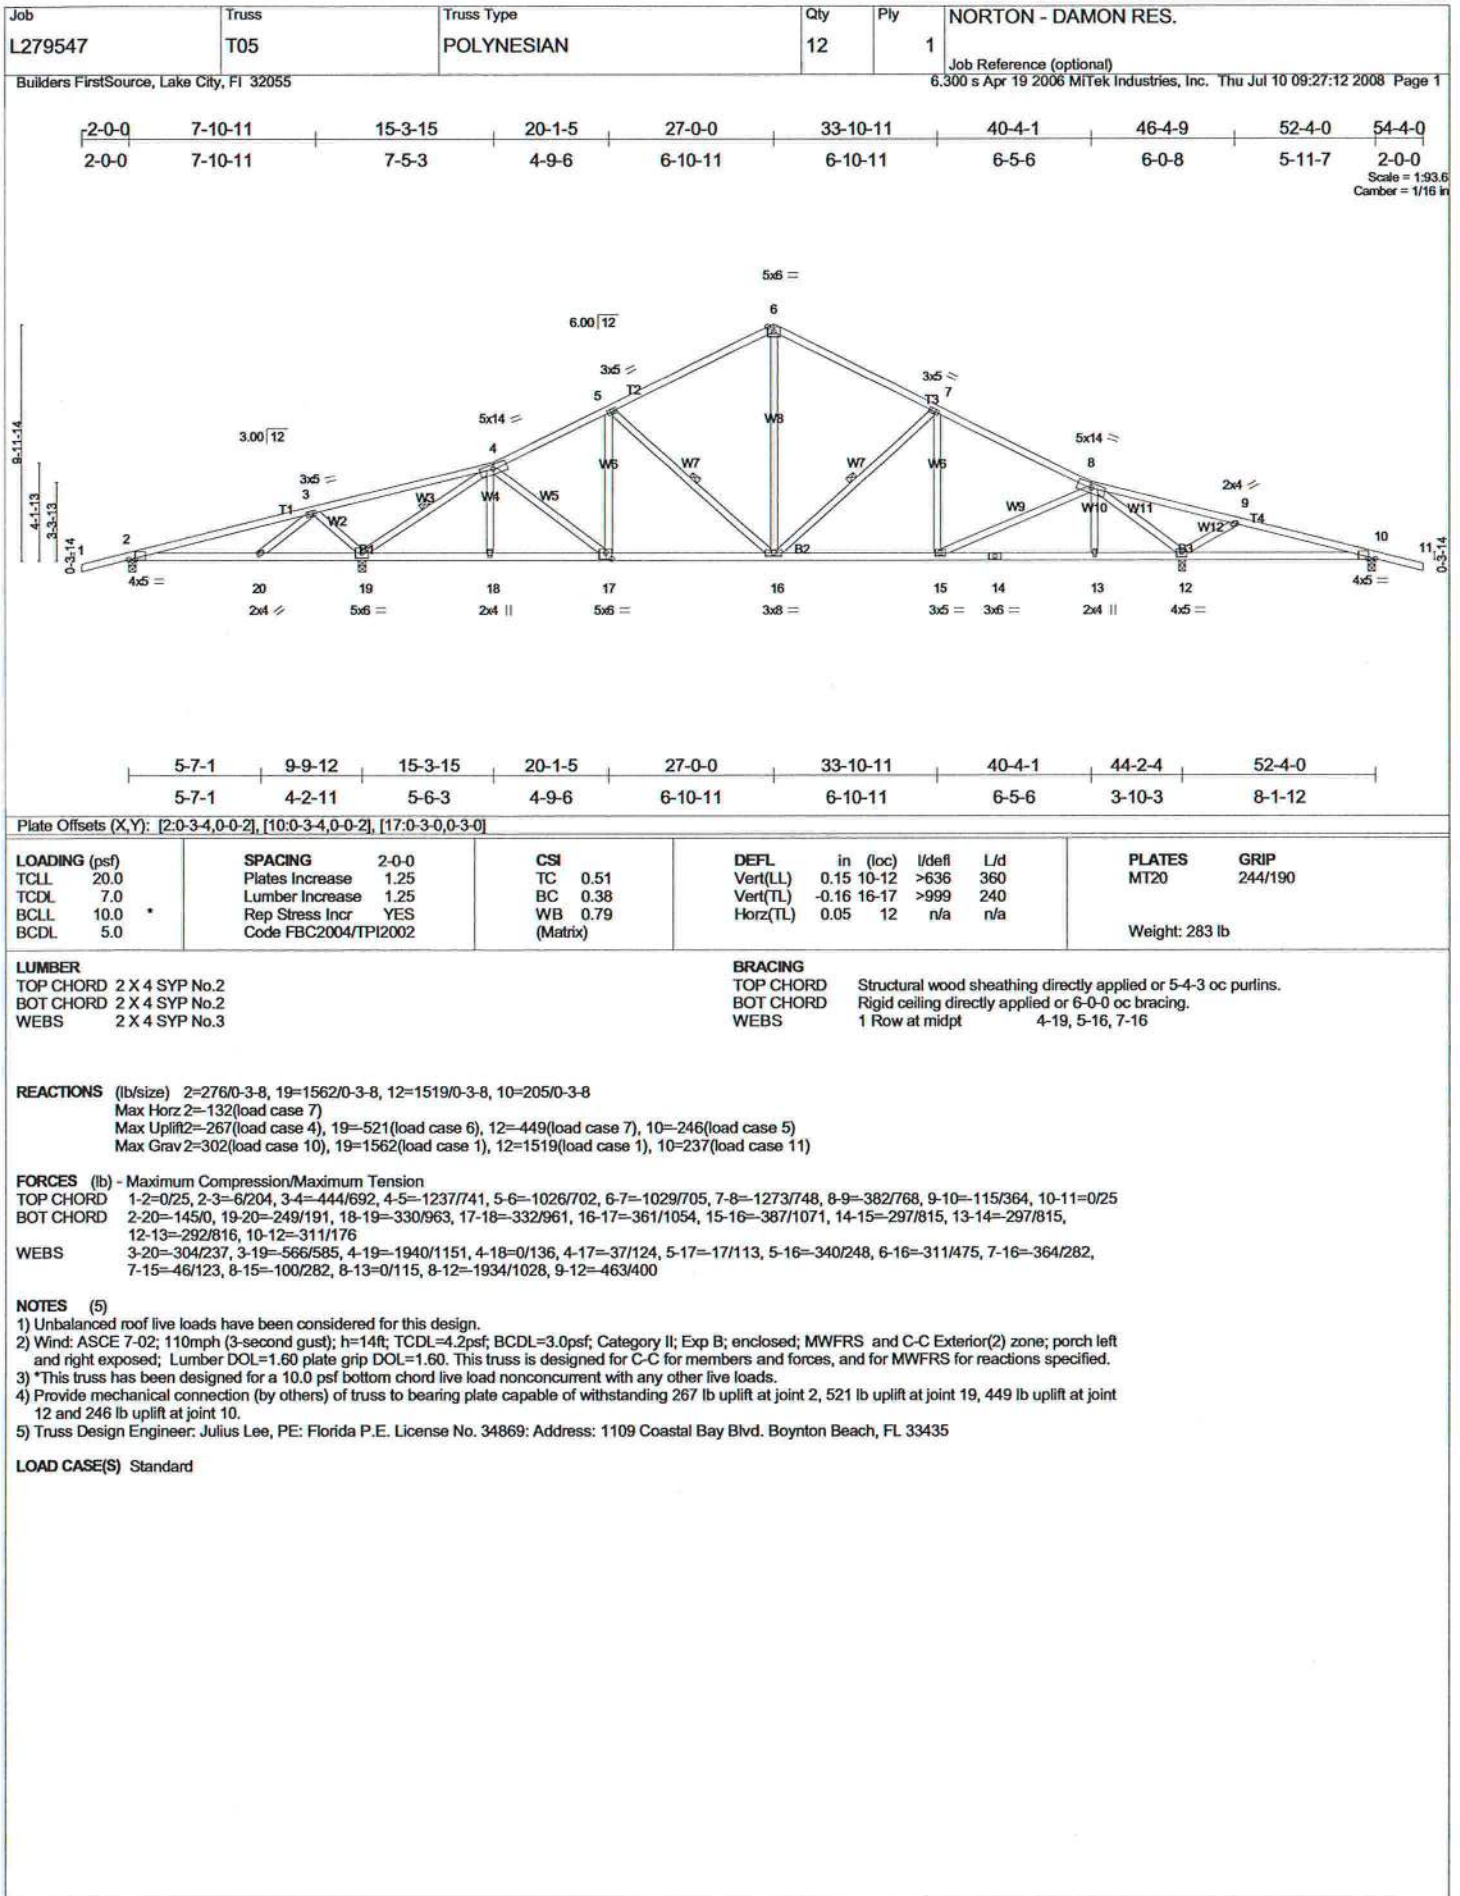 Job Truss Truss Type Qty Ply NORTON - DAMON RES.
L279547 T05 POLYNESIAN 12 1
Job Reference (optional)
Builders FirstSource, Lake City, Fl 32055 6.300 s Apr 19 2006 MiTek Industries, Inc. Thu Jul 10 09:27:12 2008 Page 1
-2-0-0 7-10-11 15-3-15 20-1-5 27-0-0 33-10-11 40-4-1 46-4-9 52-4-0 54-4-0
2-0-0 7-10-11 7-5-3 4-9-6 6-10-11 6-10-11 6-5-6 6-0-8 5-11-7 2-0-0
Scale = 1:93.6
Camber = 1/16 in
5x6 =
6
6.00 12
3x5
5 T2
3x5
T3 7
5x14
4
3.00 12
5x14
8
W8
3x5
3
T1
W2 W3 W4 W5 W6 W7 W7 W6 W9 W10 W11 W12
2x4
9
T4
9-11-14
4-1-13
3-3-13
0-3-14
1 2 B1 B2 B3 10 11
0-3-14
4x5 = 4x5 =
20 19 18 17 16 15 14 13 12
2x4 5x6 = 2x4 || 5x6 = 3x8 = 3x5 = 3x6 = 2x4 || 4x5 =
5-7-1 9-9-12 15-3-15 20-1-5 27-0-0 33-10-11 40-4-1 44-2-4 52-4-0
5-7-1 4-2-11 5-6-3 4-9-6 6-10-11 6-10-11 6-5-6 3-10-3 8-1-12
Plate Offsets (X,Y): [2:0-3-4,0-0-2], [10:0-3-4,0-0-2], [17:0-3-0,0-3-0]
LOADING (psf) SPACING 2-0-0 CSI DEFL in (loc) l/defl L/d PLATES GRIP
TCLL 20.0 Plates Increase 1.25 TC 0.51 Vert(LL) 0.15 10-12 >636 360 MT20 244/190
TCDL 7.0 Lumber Increase 1.25 BC 0.38 Vert(TL) -0.16 16-17 >999 240
BCLL 10.0 * Rep Stress Incr YES WB 0.79 Horz(TL) 0.05 12 n/a n/a
BCDL 5.0 Code FBC2004/TPI2002 (Matrix) Weight: 283 lb
LUMBER BRACING
TOP CHORD 2 X 4 SYP No.2 TOP CHORD Structural wood sheathing directly applied or 5-4-3 oc purlins.
BOT CHORD 2 X 4 SYP No.2 BOT CHORD Rigid ceiling directly applied or 6-0-0 oc bracing.
WEBS 2 X 4 SYP No.3 WEBS 1 Row at midpt 4-19, 5-16, 7-16
REACTIONS (lb/size) 2=276/0-3-8, 19=1562/0-3-8, 12=1519/0-3-8, 10=205/0-3-8
Max Horz 2=-132(load case 7)
Max Uplift2=-267(load case 4), 19=-521(load case 6), 12=-449(load case 7), 10=-246(load case 5)
Max Grav2=302(load case 10), 19=1562(load case 1), 12=1519(load case 1), 10=237(load case 11)
FORCES (lb) - Maximum Compression/Maximum Tension
TOP CHORD 1-2=0/25, 2-3=-6/204, 3-4=-444/692, 4-5=-1237/741, 5-6=-1026/702, 6-7=-1029/705, 7-8=-1273/748, 8-9=-382/768, 9-10=-115/364, 10-11=0/25
BOT CHORD 2-20=-145/0, 19-20=-249/191, 18-19=-330/963, 17-18=-332/961, 16-17=-361/1054, 15-16=-387/1071, 14-15=-297/815, 13-14=-297/815,
12-13=-292/816, 10-12=-311/176
WEBS 3-20=-304/237, 3-19=-566/585, 4-19=-1940/1151, 4-18=0/136, 4-17=-37/124, 5-17=-17/113, 5-16=-340/248, 6-16=-311/475, 7-16=-364/282,
7-15=-46/123, 8-15=-100/282, 8-13=0/115, 8-12=-1934/1028, 9-12=-463/400
NOTES (5)
1) Unbalanced roof live loads have been considered for this design.
2) Wind: ASCE 7-02; 110mph (3-second gust); h=14ft; TCDL=4.2psf; BCDL=3.0psf; Category II; Exp B; enclosed; MWFRS and C-C Exterior(2) zone; porch left
and right exposed; Lumber DOL=1.60 plate grip DOL=1.60. This truss is designed for C-C for members and forces, and for MWFRS for reactions specified.
3) *This truss has been designed for a 10.0 psf bottom chord live load nonconcurrent with any other live loads.
4) Provide mechanical connection (by others) of truss to bearing plate capable of withstanding 267 lb uplift at joint 2, 521 lb uplift at joint 19, 449 lb uplift at joint
12 and 246 lb uplift at joint 10.
5) Truss Design Engineer: Julius Lee, PE: Florida P.E. License No. 34869: Address: 1109 Coastal Bay Blvd. Boynton Beach, FL 33435
LOAD CASE(S) Standard